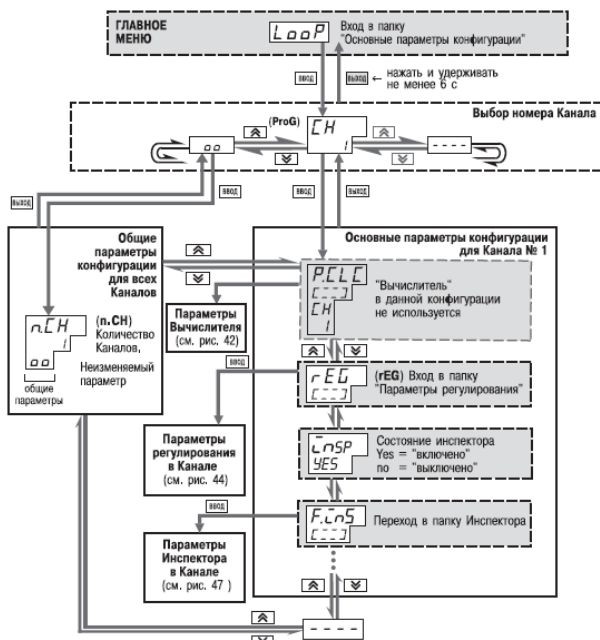 ГЛАВНОЕ
МЕНЮ
LooP
Вход в папку
"Основные параметры конфигурации"
ВВОД
ВЫХОД
← нажать и удерживать
не менее 6 с
Выбор номера Канала
(ProG)
CH
1
oo
----
ВЫХОД
ВВОД
ВВОД
ВЫХОД
Общие
параметры
конфигурации
для всех
Каналов
n.CH
1
oo
(n.CH)
Количество
Каналов,
Неизменяемый
параметр
общие
параметры
Основные параметры конфигурации
для Канала № 1
P.CLC
[---]
CH
1
"Вычислитель"
в данной конфигурации
не используется
Параметры
Вычислителя
(см. рис. 42)
ВВОД
rEG
[---]
(rEG) Вход в папку
"Параметры регулирования"
Параметры
регулирования
в Канале
(см. рис. 44)
inSP
YES
Состояние инспектора
Yes = "включено"
no = "выключено"
ВВОД
F.inS
[---]
Переход в папку Инспектора
Параметры
Инспектора
в Канале
(см. рис. 47 )
----